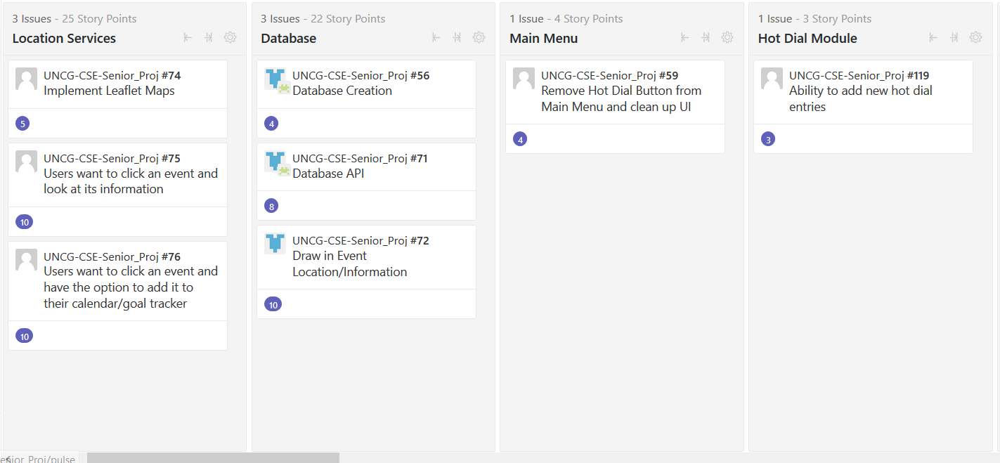 3 Issues - 25 Story Points
Location Services
UNCG-CSE-Senior_Proj #74
Implement Leaflet Maps
5
UNCG-CSE-Senior_Proj #75
Users want to click an event and
look at its information
10
UNCG-CSE-Senior_Proj #76
Users want to click an event and
have the option to add it to
their calendar/goal tracker
10
3 Issues - 22 Story Points
Database
UNCG-CSE-Senior_Proj #56
Database Creation
4
UNCG-CSE-Senior_Proj #71
Database API
8
UNCG-CSE-Senior_Proj #72
Draw in Event
Location/Information
10
1 Issue - 4 Story Points
Main Menu
UNCG-CSE-Senior_Proj #59
Remove Hot Dial Button from
Main Menu and clean up UI
4
1 Issue - 3 Story Points
Hot Dial Module
UNCG-CSE-Senior_Proj #119
Ability to add new hot dial
entries
3
enior_Proj/pulse